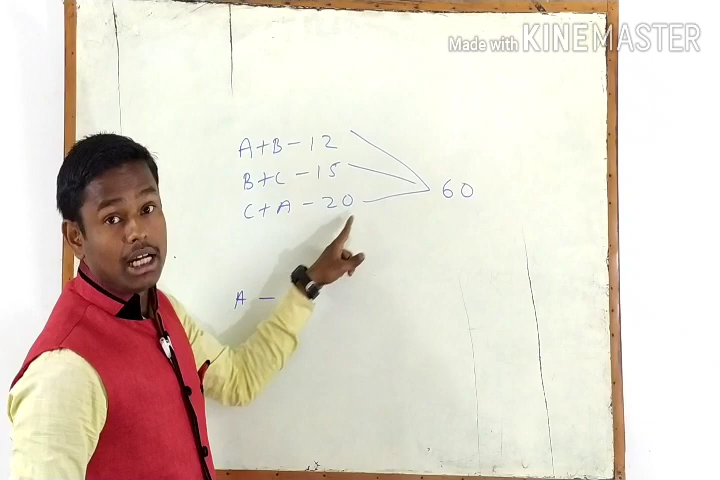 Made with KINEMASTER
A+B - 12
B+C - 15
C+A - 20
60
A -